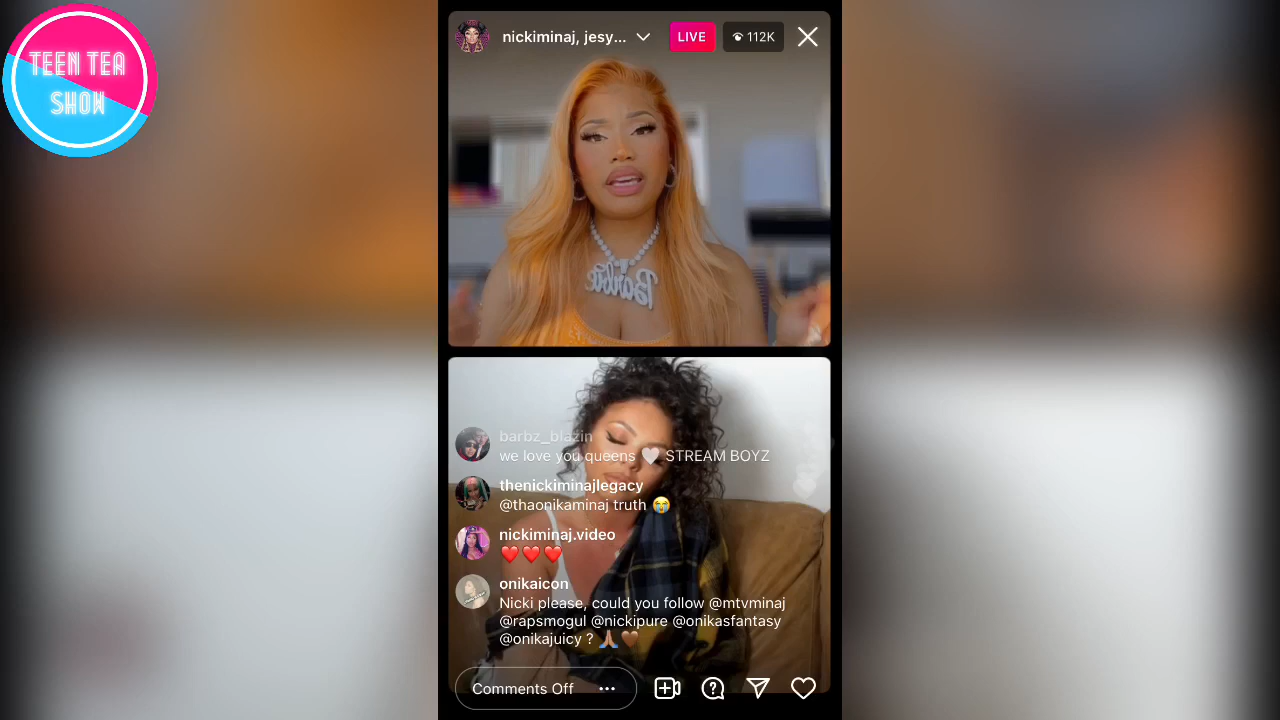 TEEN TEA
SHOW
nickiminaj, jesy...
LIVE
112K
Barbie
barbz_blazin
we love you queens 🤍 STREAM BOYZ
thenickiminajlegacy
@thaonikaminaj truth 😭
nickiminaj.video
❤️❤️❤️
onikaicon
Nicki please, could you follow @mtvminaj
@rapsmogul @nickipure @onikasfantasy
@onikajuicy ? 🙏🏼🤎
Comments Off